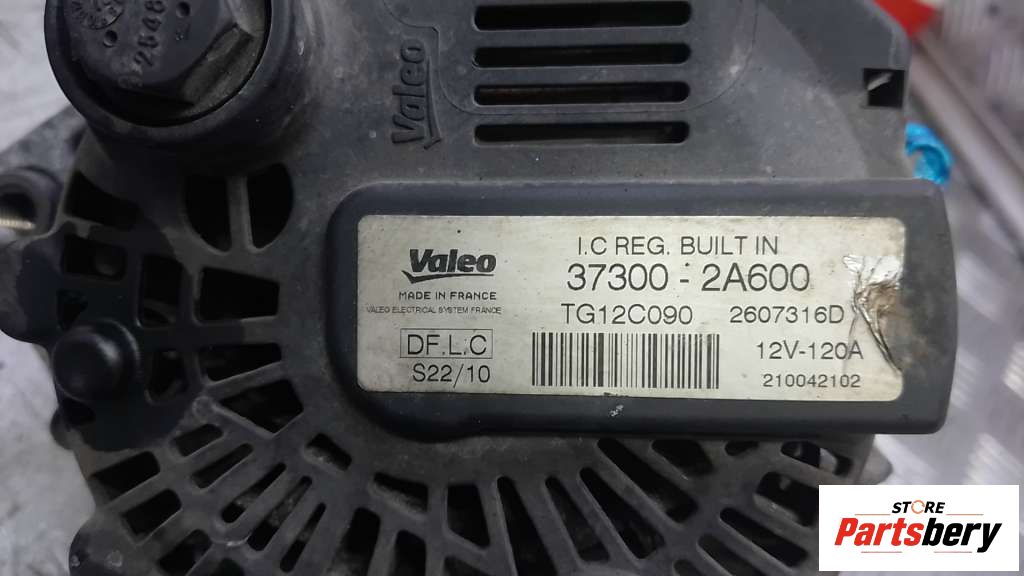 2548
Valeo
Valeo
MADE IN FRANCE
VALEO ELECTRICAL SYSTEM FRANCE
DF.L.C
S22/10
I.C REG. BUILT IN
37300 - 2A600
TG12C090 2607316D
12V-120A
210042102
STORE
Partsbery